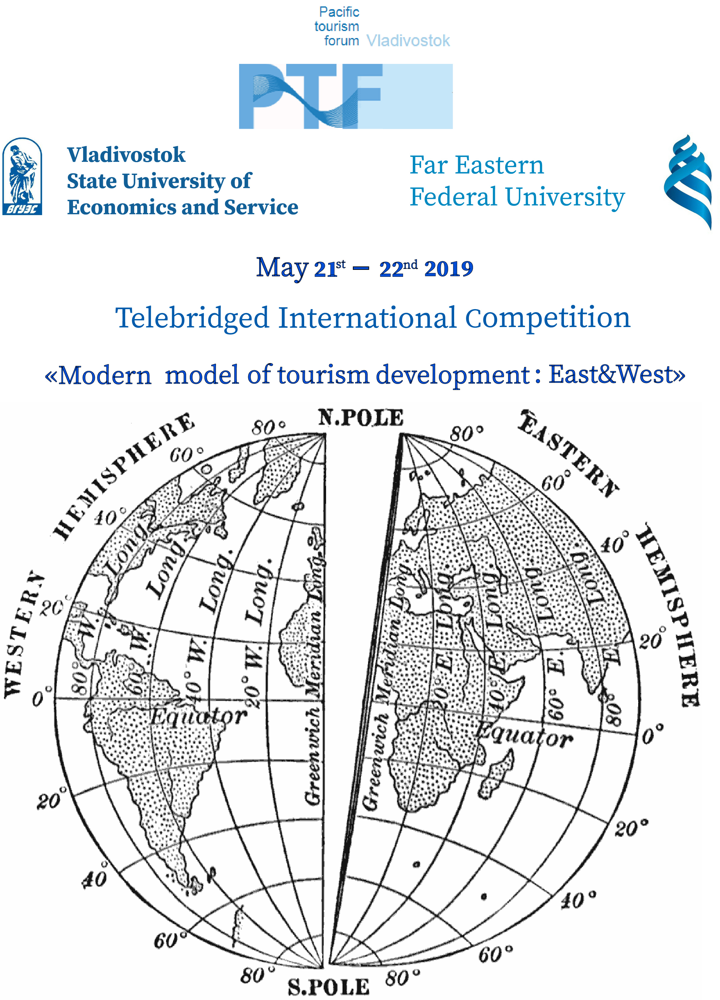 Pacific
tourism
forum Vladivostok
PTF
Vladivostok
State University of
Economics and Service
ВГУЭС
Far Eastern
Federal University
May 21st — 22nd 2019
Telebridged International Competition
«Modern model of tourism development : East&West»
N.POLE
WESTERN HEMISPHERE
EASTERN HEMISPHERE
80°
60°
40°
20°
0°
20°
40°
60°
80°
80°
60°
40°
20°
0°
20°
40°
60°
80°
80° W. Long.
60° W. Long.
40° W. Long.
20° W. Long.
Greenwich Meridian Long.
Equator
Greenwich Meridian Long.
20° E. Long.
40° E. Long.
60° E. Long.
80° E. Long.
Equator
S.POLE